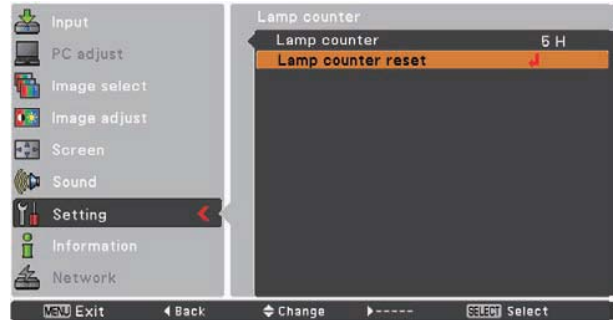 Input
PC adjust
Image select
Image adjust
Screen
Sound
Setting
Information
Network
Lamp counter
Lamp counter 5 H
Lamp counter reset
MENU Exit Back Change ----- SELECT Select